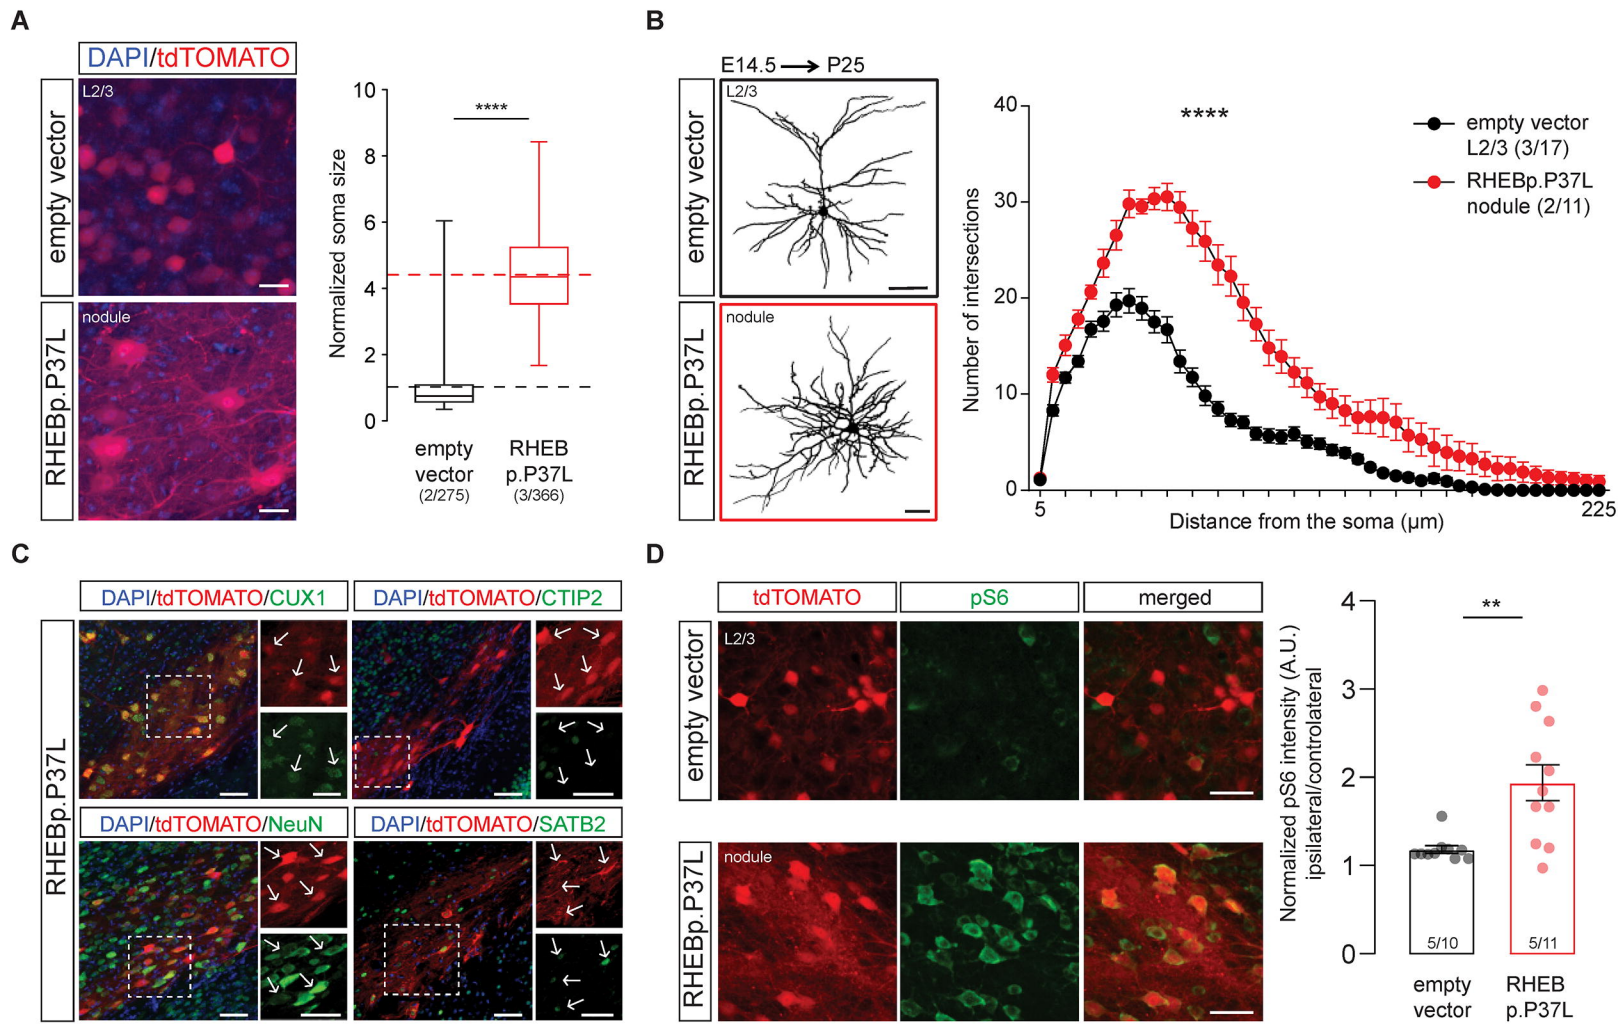 A
DAPI/tdTOMATO
empty vector
L2/3
RHEBp.P37L
nodule
Normalized soma size
10
8
6
4
2
0
****
empty
vector
(2/275)
RHEB
p.P37L
(3/366)
B
E14.5 → P25
empty vector
L2/3
RHEBp.P37L
nodule
Number of intersections
40
30
20
10
0
****
5
225
Distance from the soma (µm)
empty vector
L2/3 (3/17)
RHEBp.P37L
nodule (2/11)
C
RHEBp.P37L
DAPI/tdTOMATO/CUX1
DAPI/tdTOMATO/CTIP2
DAPI/tdTOMATO/NeuN
DAPI/tdTOMATO/SATB2
D
tdTOMATO
pS6
merged
empty vector
L2/3
RHEBp.P37L
nodule
Normalized pS6 intensity (A.U.)
ipsilateral/controlateral
4
3
2
1
0
**
5/10
5/11
empty
vector
RHEB
p.P37L